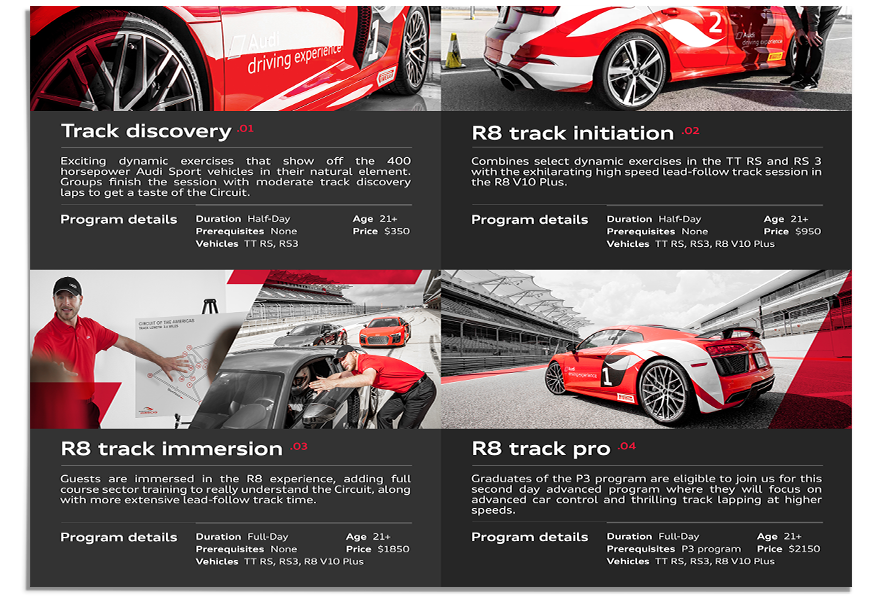 Audi
driving experience
1
PIRELLI
2
Audi
driving experience
Track discovery .01
Exciting dynamic exercises that show off the 400
horsepower Audi Sport vehicles in their natural element.
Groups finish the session with moderate track discovery
laps to get a taste of the Circuit.
Program details
Duration Half-Day
Age 21+
Prerequisites None
Price $350
Vehicles TT RS, RS3
R8 track initiation .02
Combines select dynamic exercises in the TT RS and RS 3
with the exhilarating high speed lead-follow track session in
the R8 V10 Plus.
Program details
Duration Half-Day
Age 21+
Prerequisites None
Price $950
Vehicles TT RS, RS3, R8 V10 Plus
CIRCUIT OF THE AMERICAS
Audi
driving experience
1
PIRELLI
R8 track immersion .03
Guests are immersed in the R8 experience, adding full
course sector training to really understand the Circuit, along
with more extensive lead-follow track time.
Program details
Duration Full-Day
Age 21+
Prerequisites None
Price $1850
Vehicles TT RS, RS3, R8 V10 Plus
R8 track pro .04
Graduates of the P3 program are eligible to join us for this
second day advanced program where they will focus on
advanced car control and thrilling track lapping at higher
speeds.
Program details
Duration Full-Day
Age 21+
Prerequisites P3 program
Price $2150
Vehicles TT RS, RS3, R8 V10 Plus